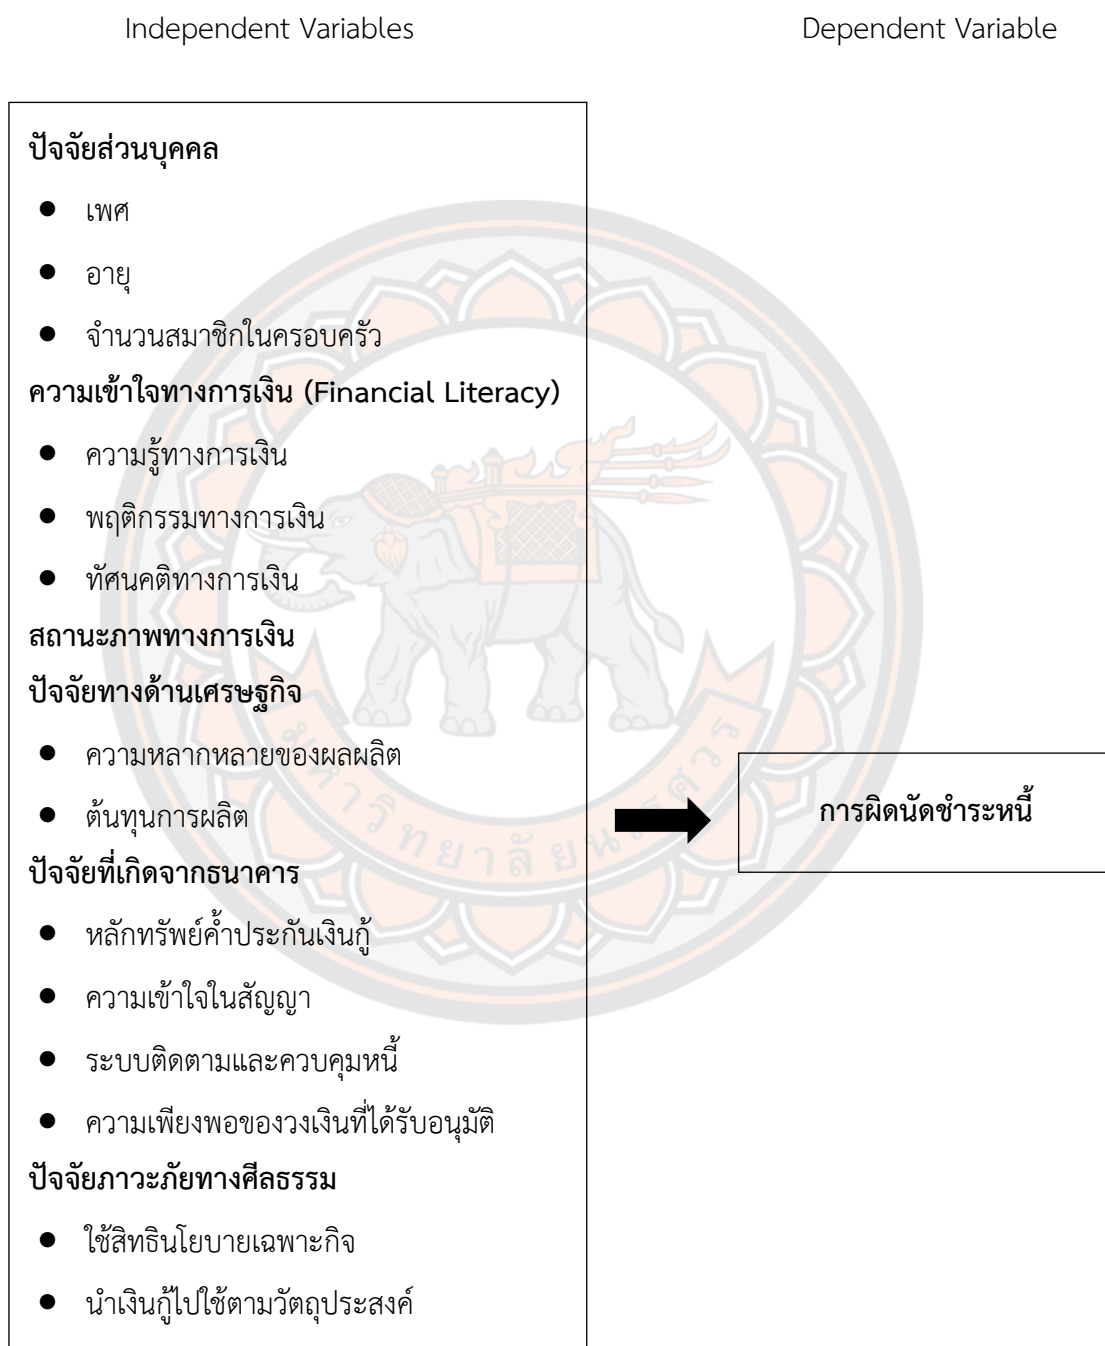 Independent Variables
Dependent Variable
ปัจจัยส่วนบุคคล
● เพศ
● อายุ
● จำนวนสมาชิกในครอบครัว
ความเข้าใจทางการเงิน (Financial Literacy)
● ความรู้ทางการเงิน
● พฤติกรรมทางการเงิน
● ทัศนคติทางการเงิน
สถานะภาพทางการเงิน
ปัจจัยทางด้านเศรษฐกิจ
● ความหลากหลายของผลผลิต
● ต้นทุนการผลิต
ปัจจัยที่เกิดจากธนาคาร
● หลักทรัพย์ค้ำประกันเงินกู้
● ความเข้าใจในสัญญา
● ระบบติดตามและควบคุมหนี้
● ความเพียงพอของวงเงินที่ได้รับอนุมัติ
ปัจจัยภาวะภัยทางศีลธรรม
● ใช้สิทธินโยบายเฉพาะกิจ
● นำเงินกู้ไปใช้ตามวัตถุประสงค์
การผิดนัดชำระหนี้
มหาวิทยาลัยนเรศวร